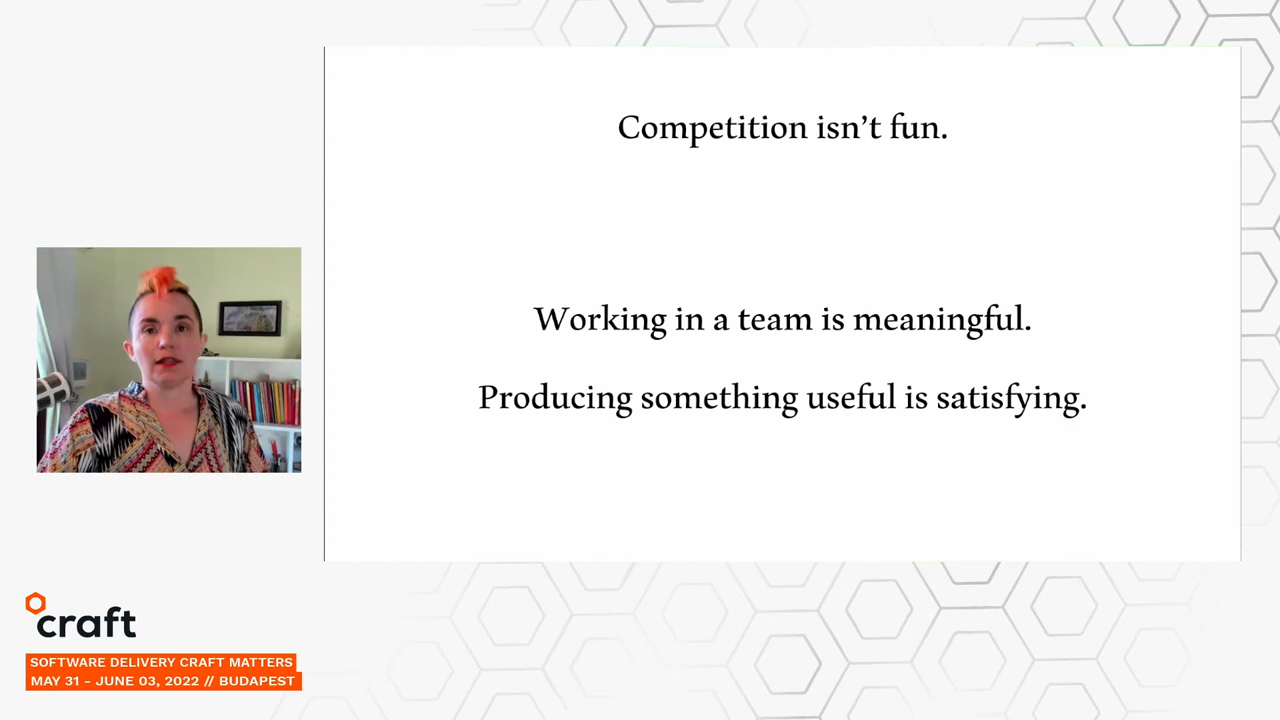 Competition isn’t fun.
Working in a team is meaningful.
Producing something useful is satisfying.
craft
SOFTWARE DELIVERY CRAFT MATTERS
MAY 31 - JUNE 03, 2022 // BUDAPEST